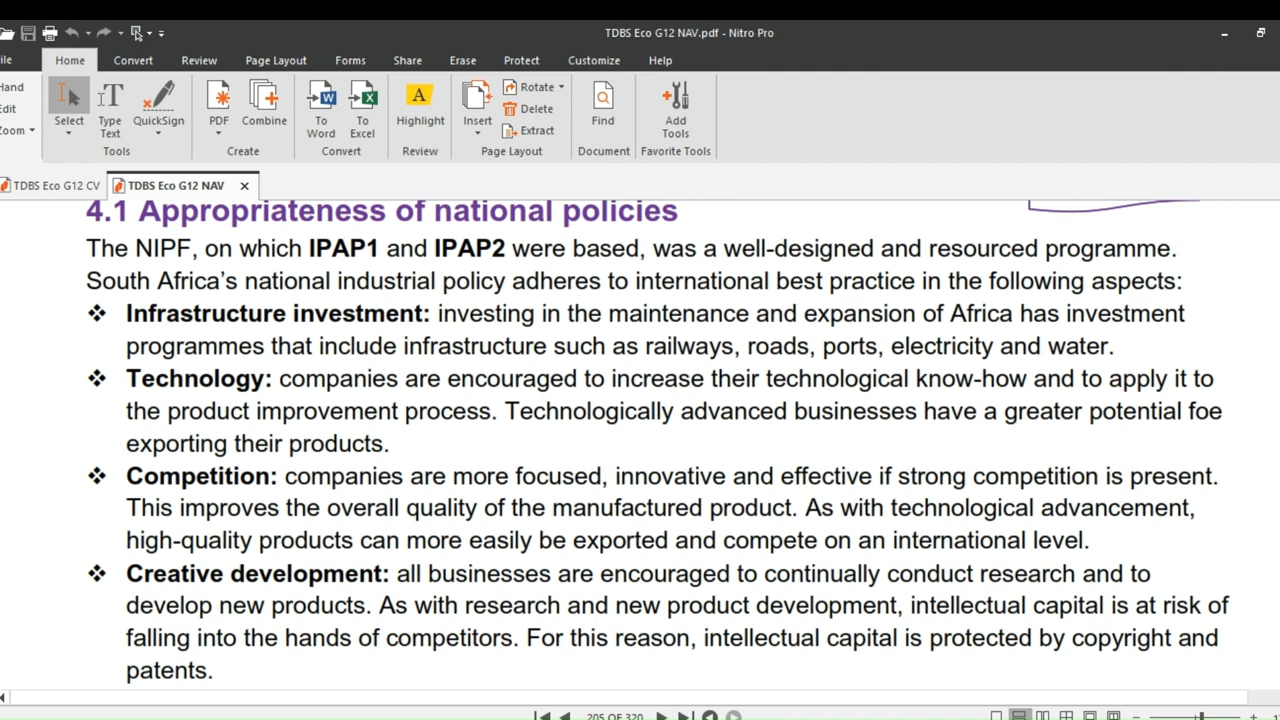 TDBS Eco G12 NAV.pdf - Nitro Pro
ile Home Convert Review Page Layout Forms Share Erase Protect Customize Help
Hand
Edit
Zoom
Select Type Text QuickSign
Tools
PDF Combine
Create
To Word To Excel
Convert
Highlight
Review
Insert Rotate Delete Extract
Page Layout
Find
Document
Add Tools
Favorite Tools
TDBS Eco G12 CV TDBS Eco G12 NAV
4.1 Appropriateness of national policies
The NIPF, on which IPAP1 and IPAP2 were based, was a well-designed and resourced programme.
South Africa’s national industrial policy adheres to international best practice in the following aspects:
❖ Infrastructure investment: investing in the maintenance and expansion of Africa has investment
programmes that include infrastructure such as railways, roads, ports, electricity and water.
❖ Technology: companies are encouraged to increase their technological know-how and to apply it to
the product improvement process. Technologically advanced businesses have a greater potential foe
exporting their products.
❖ Competition: companies are more focused, innovative and effective if strong competition is present.
This improves the overall quality of the manufactured product. As with technological advancement,
high-quality products can more easily be exported and compete on an international level.
❖ Creative development: all businesses are encouraged to continually conduct research and to
develop new products. As with research and new product development, intellectual capital is at risk of
falling into the hands of competitors. For this reason, intellectual capital is protected by copyright and
patents.
205 OF 320